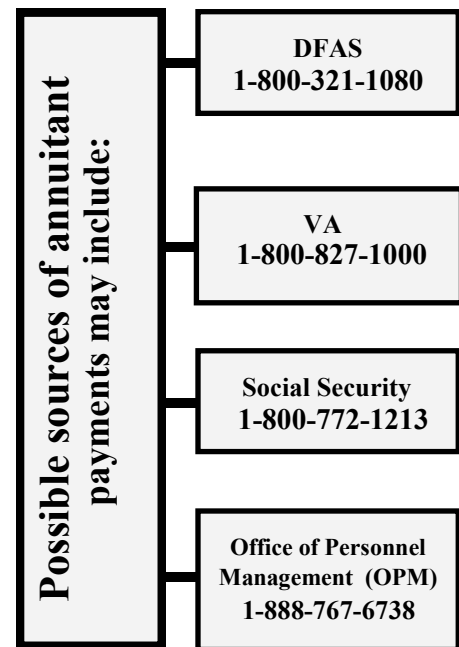 Possible sources of annuitant
payments may include:
DFAS
1-800-321-1080
VA
1-800-827-1000
Social Security
1-800-772-1213
Office of Personnel
Management (OPM)
1-888-767-6738